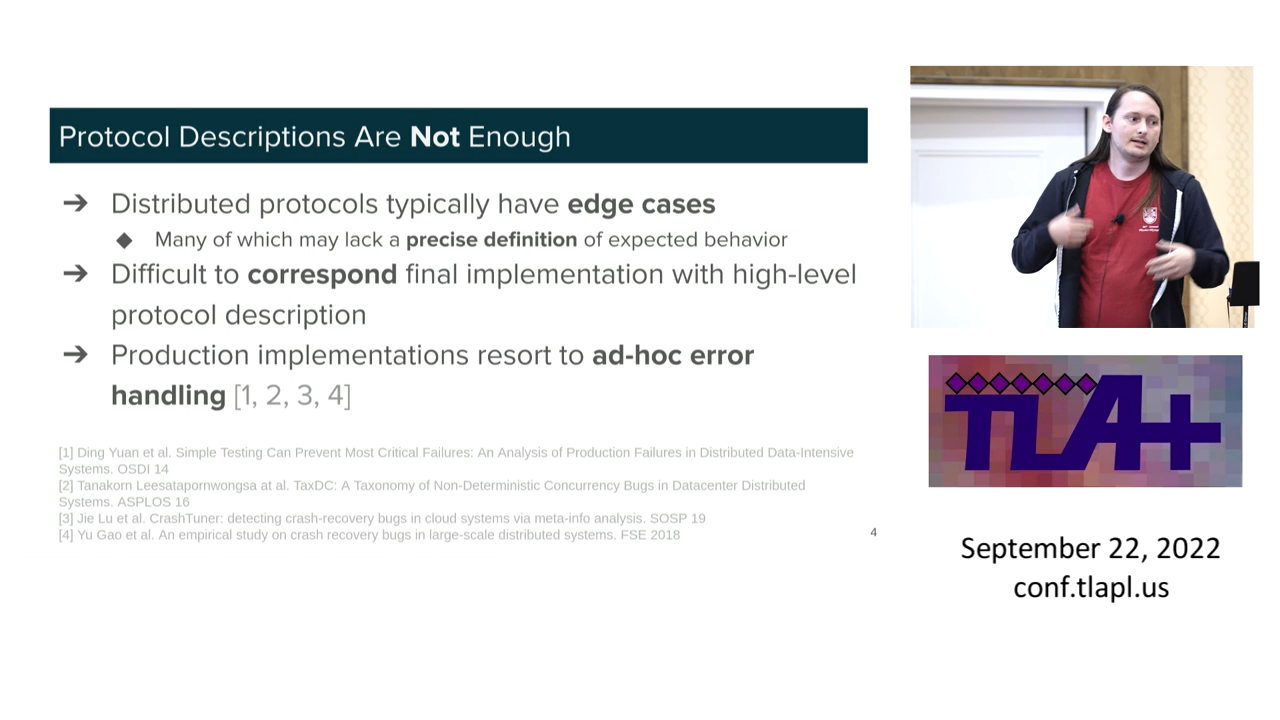 Protocol Descriptions Are Not Enough
➔ Distributed protocols typically have edge cases
◆ Many of which may lack a precise definition of expected behavior
➔ Difficult to correspond final implementation with high-level
protocol description
➔ Production implementations resort to ad-hoc error
handling [1, 2, 3, 4]
[1] Ding Yuan et al. Simple Testing Can Prevent Most Critical Failures: An Analysis of Production Failures in Distributed Data-Intensive
Systems. OSDI 14
[2] Tanakorn Leesatapornwongsa at al. TaxDC: A Taxonomy of Non-Deterministic Concurrency Bugs in Datacenter Distributed
Systems. ASPLOS 16
[3] Jie Lu et al. CrashTuner: detecting crash-recovery bugs in cloud systems via meta-info analysis. SOSP 19
[4] Yu Gao et al. An empirical study on crash recovery bugs in large-scale distributed systems. FSE 2018
4
TLA+
September 22, 2022
conf.tlapl.us